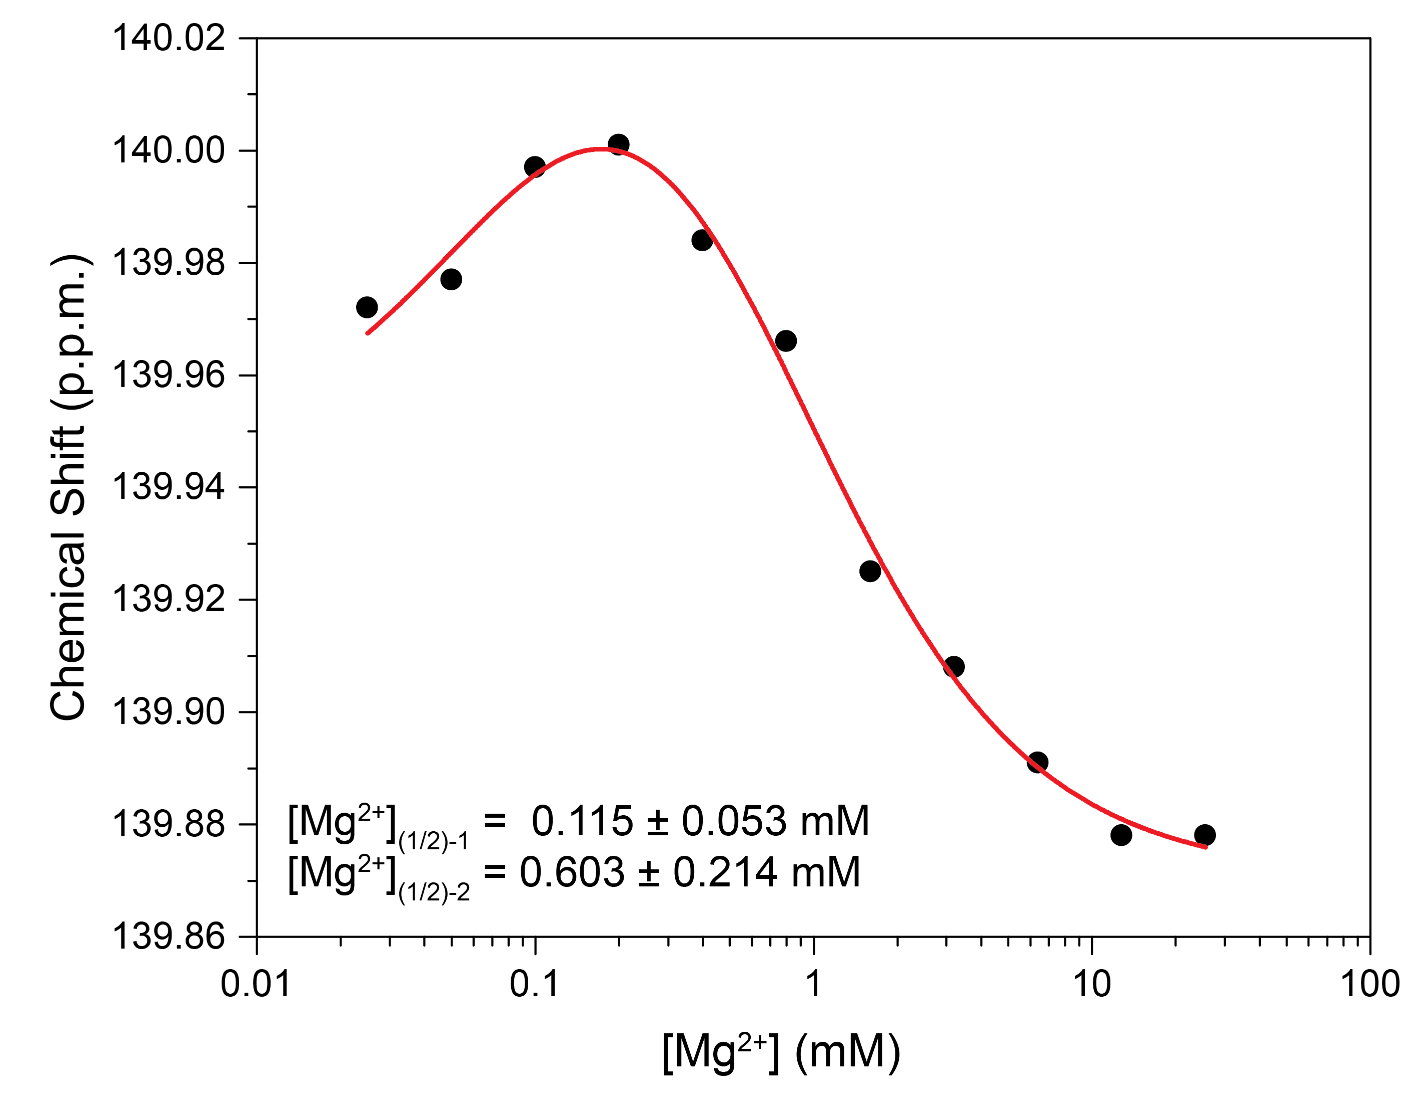 140.02
140.00
139.98
139.96
139.94
139.92
139.90
139.88
139.86
Chemical Shift (p.p.m.)
[Mg²⁺](1/2)-1 = 0.115 ± 0.053 mM
[Mg²⁺](1/2)-2 = 0.603 ± 0.214 mM
0.01 0.1 1 10 100
[Mg²⁺] (mM)